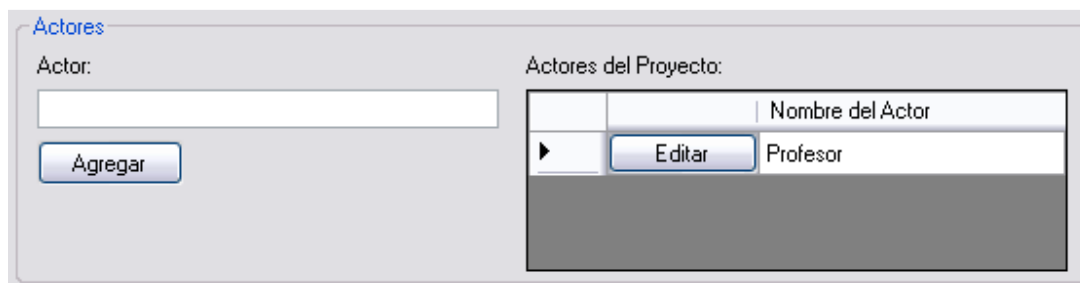 Actores
Actor:
Agregar
Actores del Proyecto:
Nombre del Actor
Editar Profesor